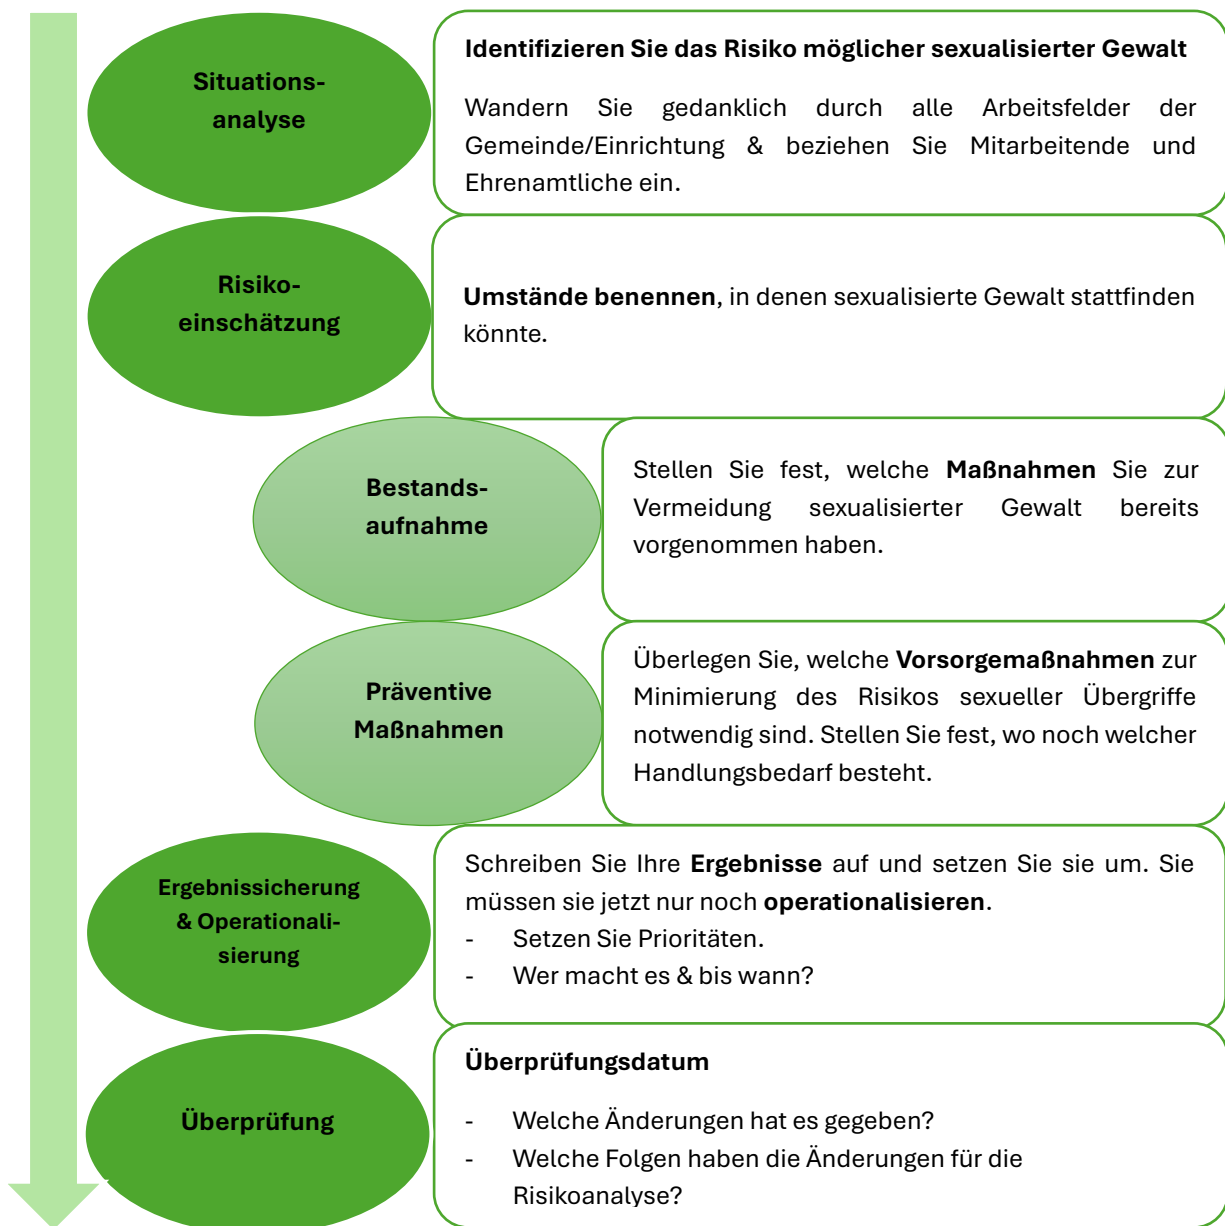 Situations-
analyse
Identifizieren Sie das Risiko möglicher sexualisierter Gewalt
Wandern Sie gedanklich durch alle Arbeitsfelder der
Gemeinde/Einrichtung & beziehen Sie Mitarbeitende und
Ehrenamtliche ein.
Risiko-
einschätzung
Umstände benennen, in denen sexualisierte Gewalt stattfinden
könnte.
Bestands-
aufnahme
Stellen Sie fest, welche Maßnahmen Sie zur
Vermeidung sexualisierter Gewalt bereits
vorgenommen haben.
Präventive
Maßnahmen
Überlegen Sie, welche Vorsorgemaßnahmen zur
Minimierung des Risikos sexueller Übergriffe
notwendig sind. Stellen Sie fest, wo noch welcher
Handlungsbedarf besteht.
Ergebnissicherung
& Operationali-
sierung
Schreiben Sie Ihre Ergebnisse auf und setzen Sie sie um. Sie
müssen sie jetzt nur noch operationalisieren.
- Setzen Sie Prioritäten.
- Wer macht es & bis wann?
Überprüfung
Überprüfungsdatum
- Welche Änderungen hat es gegeben?
- Welche Folgen haben die Änderungen für die
Risikoanalyse?